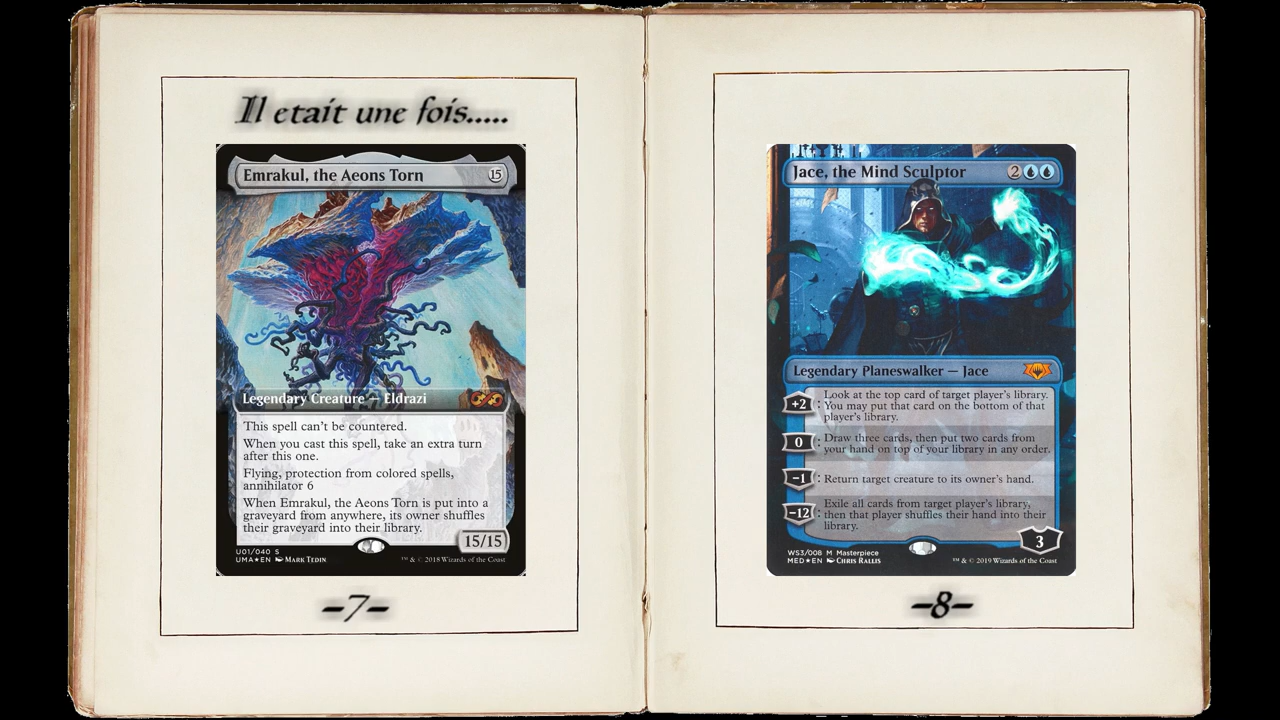 Il etait une fois.....
Emrakul, the Aeons Torn 15
Legendary Creature — Eldrazi
This spell can't be countered.
When you cast this spell, take an extra turn
after this one.
Flying, protection from colored spells,
annihilator 6
When Emrakul, the Aeons Torn is put into a
graveyard from anywhere, its owner shuffles
their graveyard into their library.
15/15
U01/040 S
UMA★EN Mark Tedin ™ & © 2018 Wizards of the Coast
-7-
Jace, the Mind Sculptor 2
Legendary Planeswalker — Jace
+2 : Look at the top card of target player's library.
You may put that card on the bottom of that
player's library.
0 : Draw three cards, then put two cards from
your hand on top of your library in any order.
−1 : Return target creature to its owner's hand.
−12 : Exile all cards from target player's library,
then that player shuffles their hand into their
library.
3
WS3/008 M Masterpiece
MED★EN Chris Rallis ™ & © 2019 Wizards of the Coast
-8-